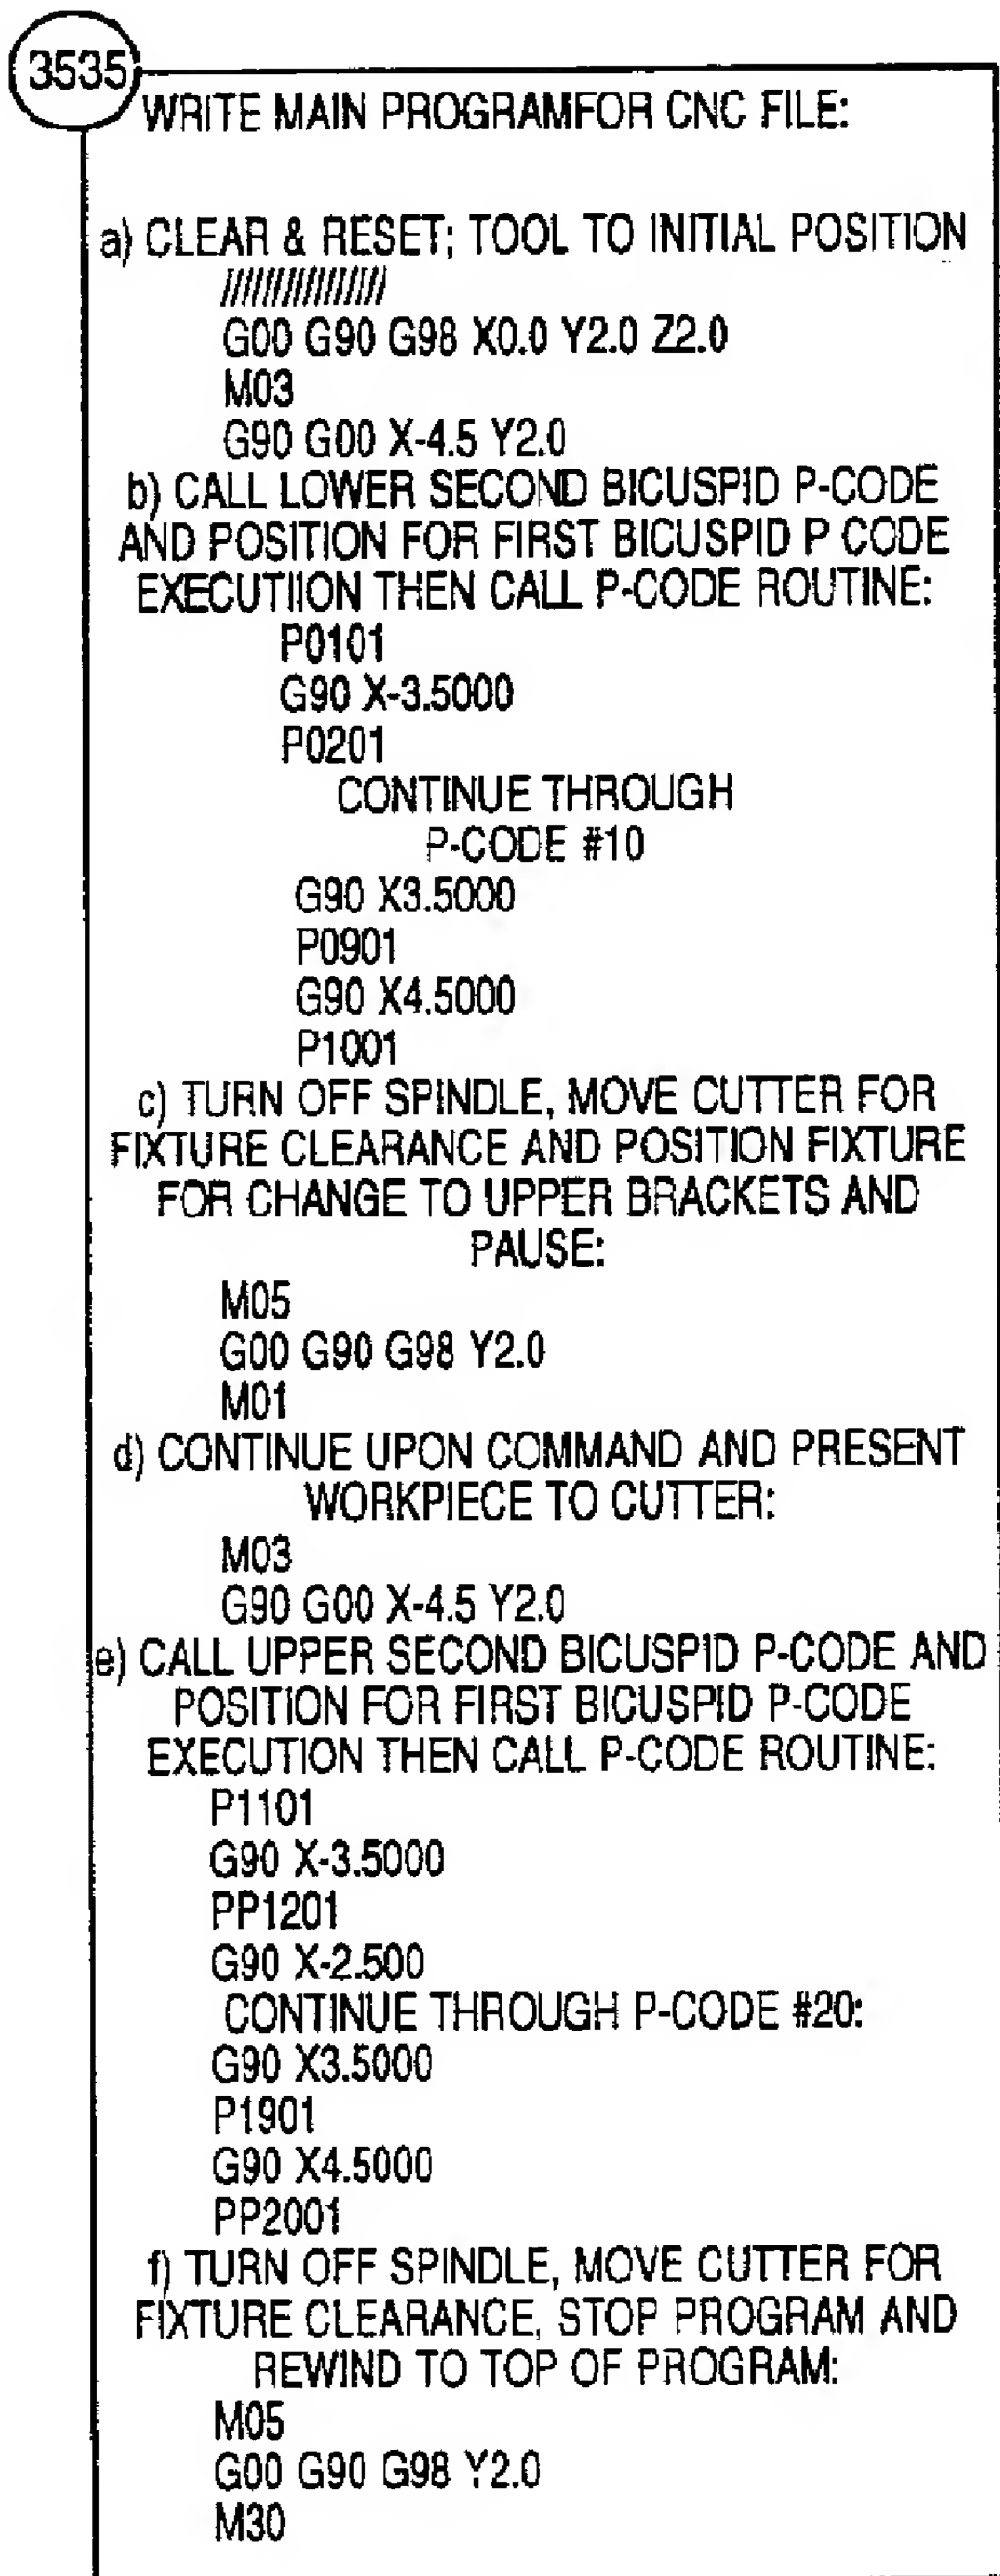 3535
WRITE MAIN PROGRAMFOR CNC FILE:
a) CLEAR & RESET; TOOL TO INITIAL POSITION
////////////////
G00 G90 G98 X0.0 Y2.0 Z2.0
M03
G90 G00 X-4.5 Y2.0
b) CALL LOWER SECOND BICUSPID P-CODE
AND POSITION FOR FIRST BICUSPID P CODE
EXECUTIION THEN CALL P-CODE ROUTINE:
P0101
G90 X-3.5000
P0201
CONTINUE THROUGH
P-CODE #10
G90 X3.5000
P0901
G90 X4.5000
P1001
c) TURN OFF SPINDLE, MOVE CUTTER FOR
FIXTURE CLEARANCE AND POSITION FIXTURE
FOR CHANGE TO UPPER BRACKETS AND
PAUSE:
M05
G00 G90 G98 Y2.0
M01
d) CONTINUE UPON COMMAND AND PRESENT
WORKPIECE TO CUTTER:
M03
G90 G00 X-4.5 Y2.0
e) CALL UPPER SECOND BICUSPID P-CODE AND
POSITION FOR FIRST BICUSPID P-CODE
EXECUTION THEN CALL P-CODE ROUTINE:
P1101
G90 X-3.5000
PP1201
G90 X-2.500
CONTINUE THROUGH P-CODE #20:
G90 X3.5000
P1901
G90 X4.5000
PP2001
f) TURN OFF SPINDLE, MOVE CUTTER FOR
FIXTURE CLEARANCE, STOP PROGRAM AND
REWIND TO TOP OF PROGRAM:
M05
G00 G90 G98 Y2.0
M30